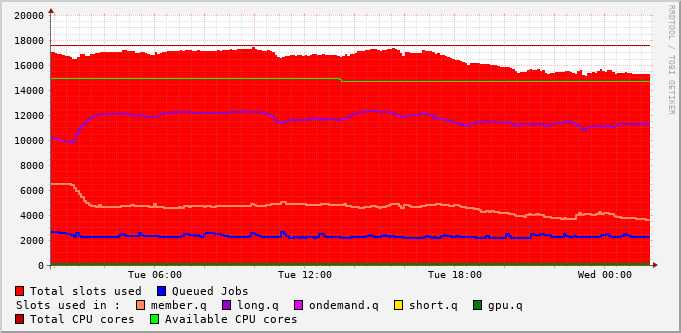 20000
18000
16000
14000
12000
10000
8000
6000
4000
2000
0
Tue 06:00 Tue 12:00 Tue 18:00 Wed 00:00
RRDTOOL / TOBI OETIKER
Total slots used Queued Jobs
Slots used in : member.q long.q ondemand.q short.q gpu.q
Total CPU cores Available CPU cores